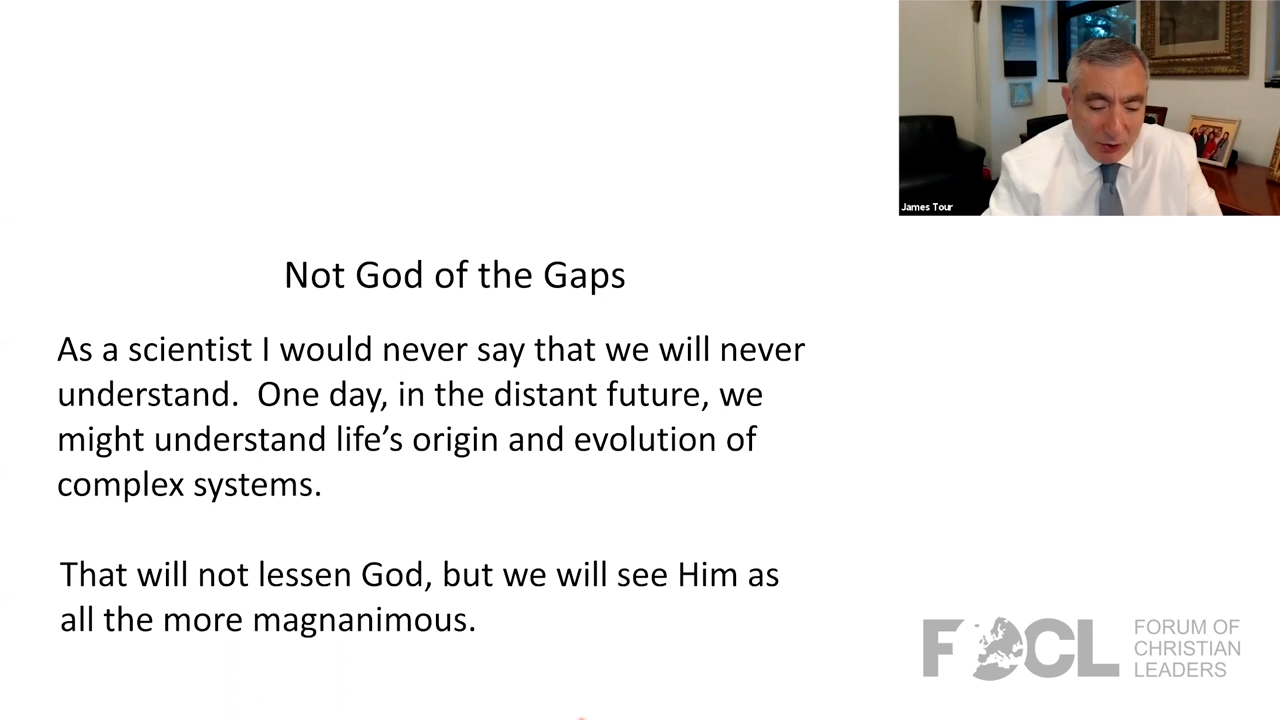 James Tour
Not God of the Gaps
As a scientist I would never say that we will never
understand.  One day, in the distant future, we
might understand life’s origin and evolution of
complex systems.
That will not lessen God, but we will see Him as
all the more magnanimous.
FOCL
FORUM OF
CHRISTIAN
LEADERS